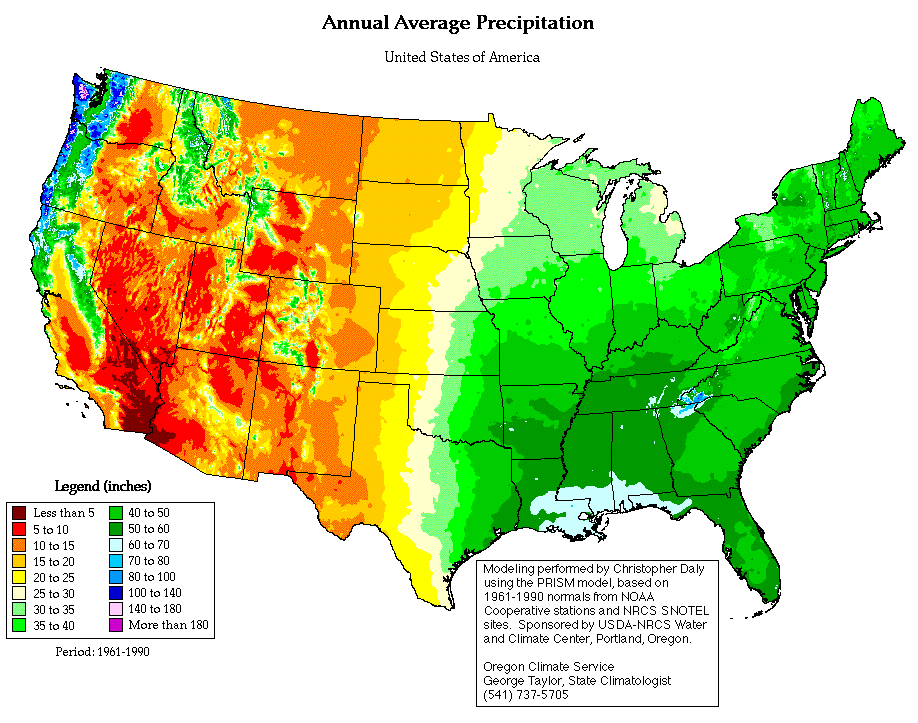 Annual Average Precipitation
United States of America
Legend (inches)
Less than 5
5 to 10
10 to 15
15 to 20
20 to 25
25 to 30
30 to 35
35 to 40
40 to 50
50 to 60
60 to 70
70 to 80
80 to 100
100 to 140
140 to 180
More than 180
Period: 1961-1990
Modeling performed by Christopher Daly
using the PRISM model, based on
1961-1990 normals from NOAA
Cooperative stations and NRCS SNOTEL
sites. Sponsored by USDA-NRCS Water
and Climate Center, Portland, Oregon.
Oregon Climate Service
George Taylor, State Climatologist
(541) 737-5705